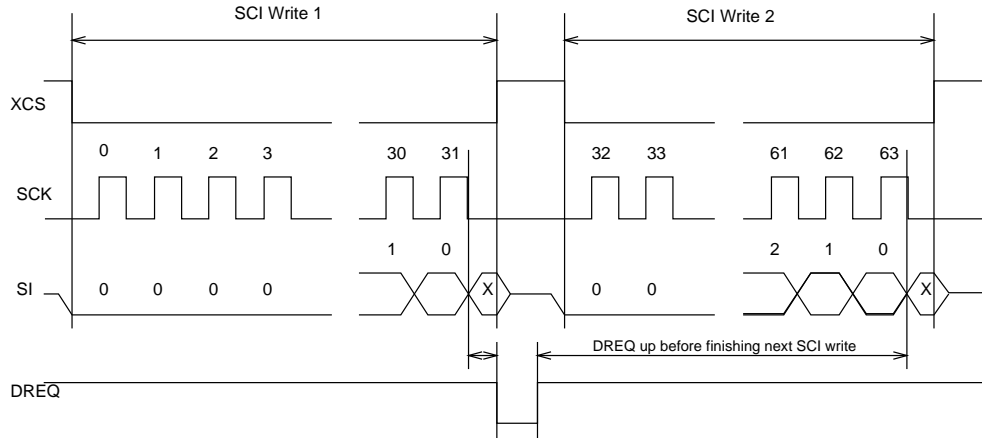 SCI Write 1 SCI Write 2
XCS
0 1 2 3 30 31 32 33 61 62 63
SCK
1 0 2 1 0
SI 0 0 0 0 X 0 0 X
DREQ up before finishing next SCI write
DREQ